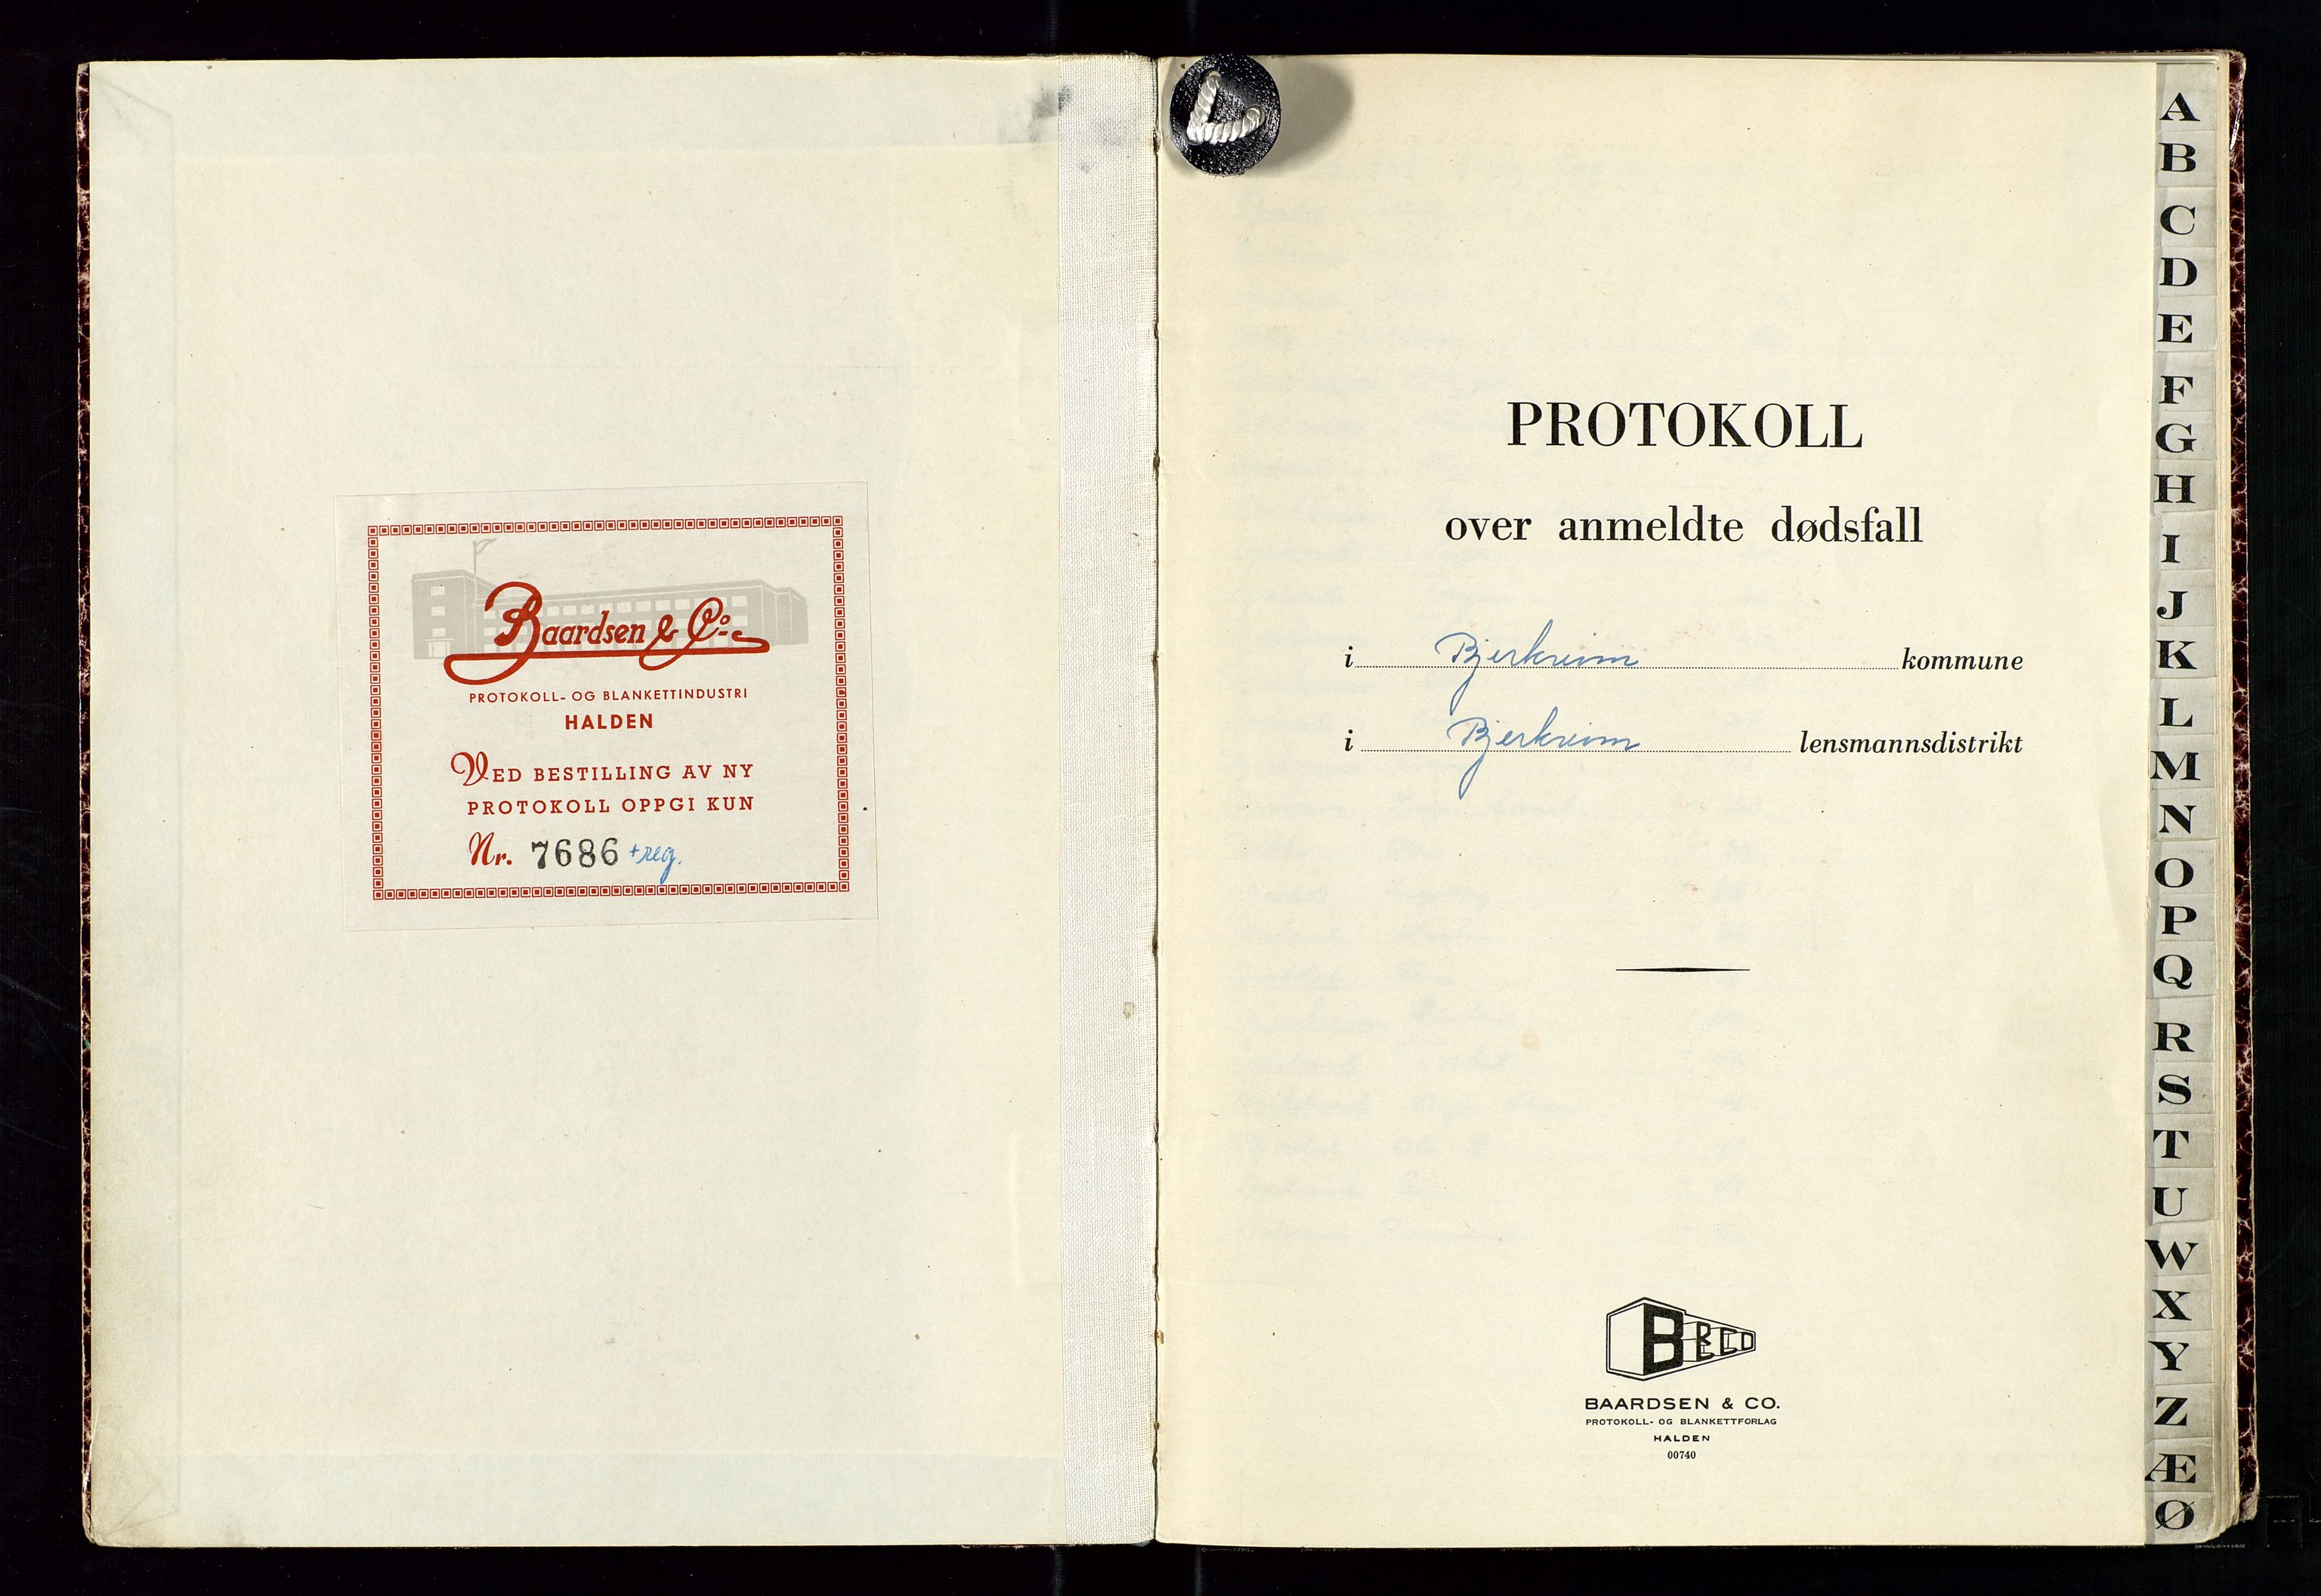 Baardsen & Co.
PROTOKOLL- OG BLANKETTINDUSTRI
HALDEN
VED BESTILLING AV NY
PROTOKOLL OPPGI KUN
Nr. 7686 + reg.
PROTOKOLL
over anmeldte dødsfall
i Bjerkreim kommune
i Bjerkreim lensmannsdistrikt
BECO
BAARDSEN & CO.
PROTOKOLL- OG BLANKETTFORLAG
HALDEN
00740
A
B
C
D
E
F
G
H
I
J
K
L
M
N
O
P
Q
R
S
T
U
W
X
Y
Z
Æ
Ø